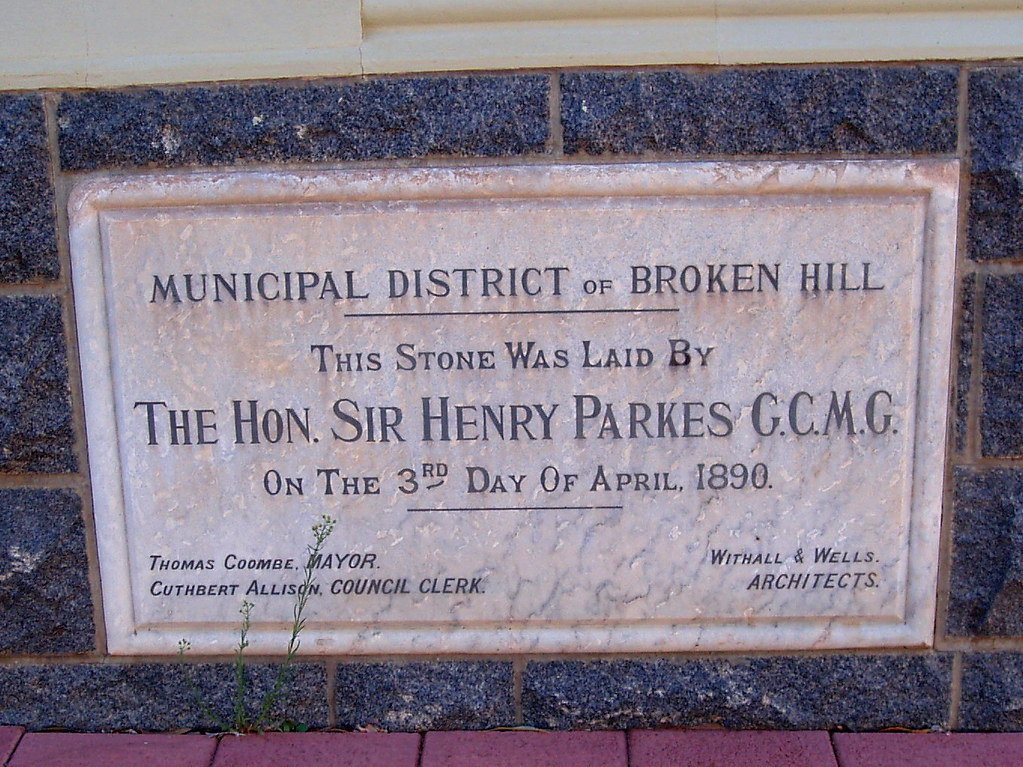 MUNICIPAL DISTRICT OF BROKEN HILL
THIS STONE WAS LAID BY
THE HON. SIR HENRY PARKES G.C.M.G.
ON THE 3RD DAY OF APRIL, 1890.
THOMAS COOMBE, MAYOR.
CUTHBERT ALLISON, COUNCIL CLERK.
WITHALL & WELLS.
ARCHITECTS.